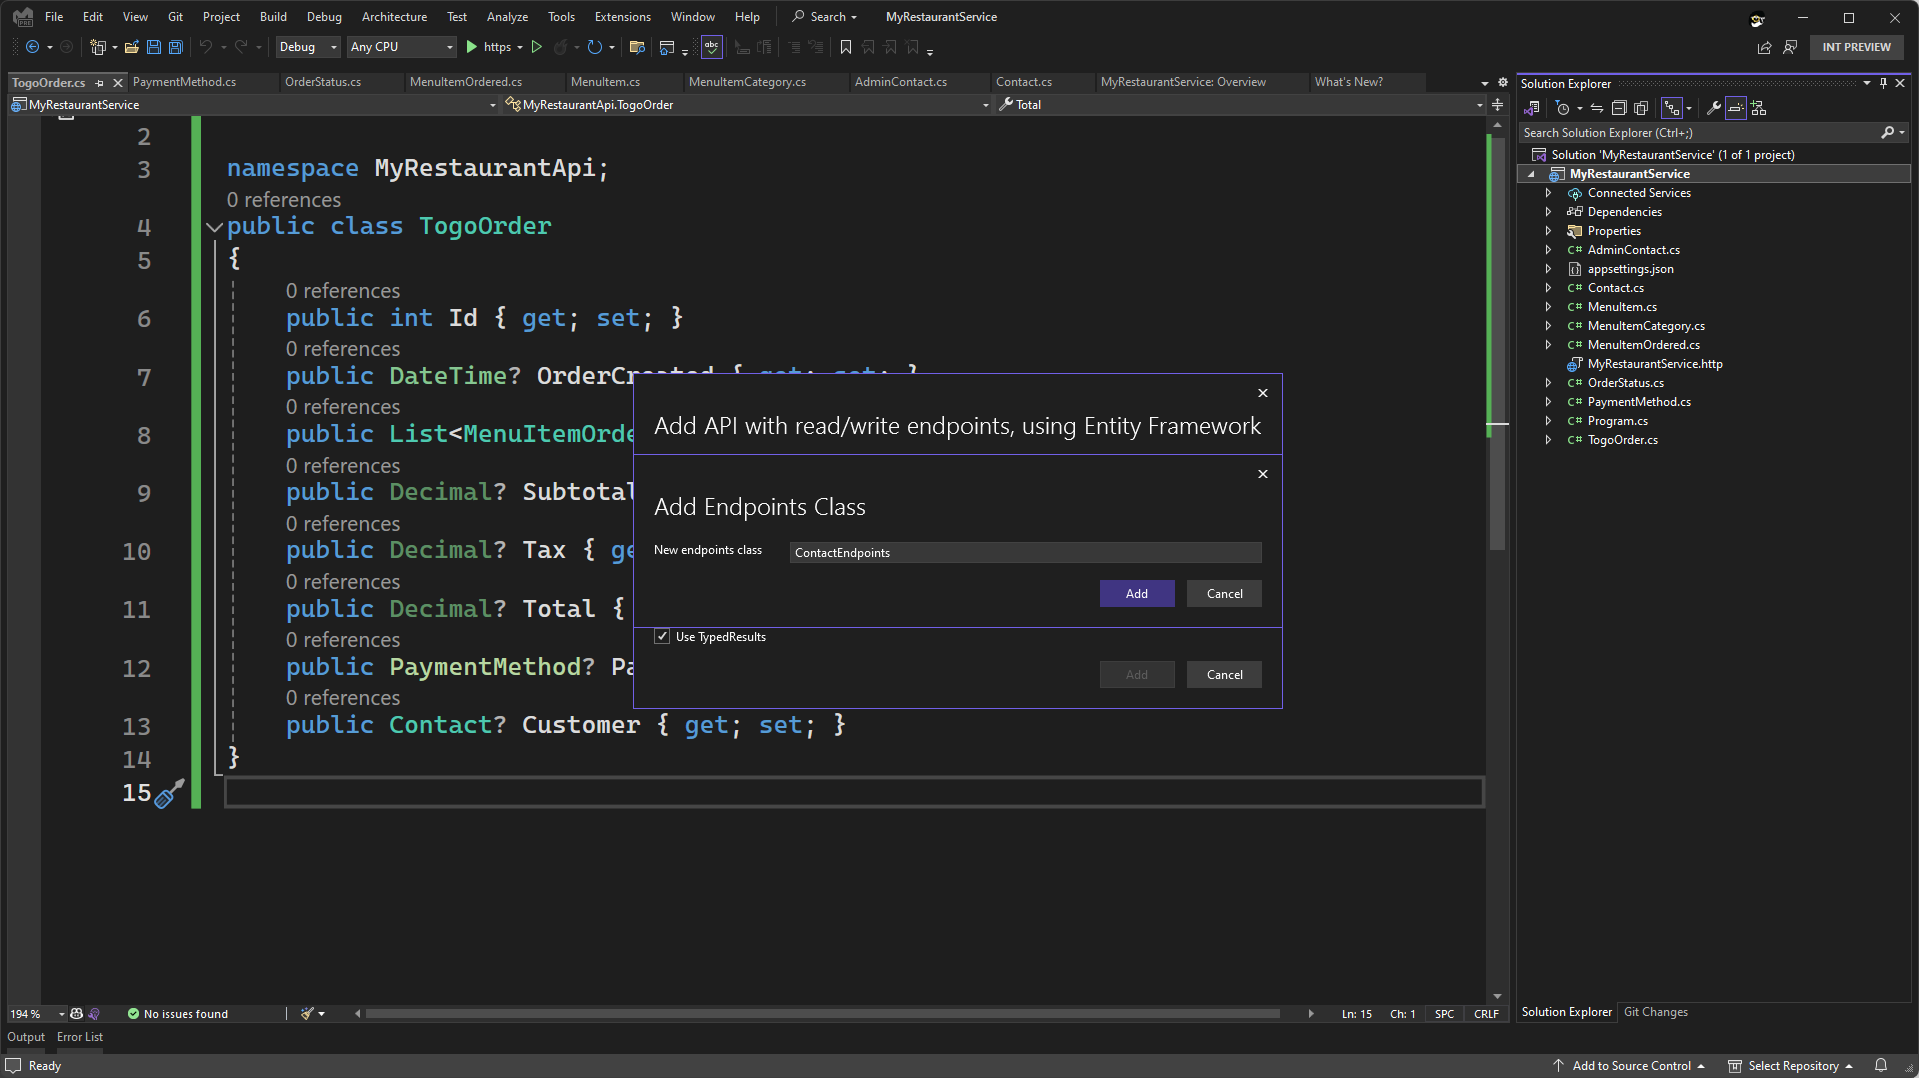 File Edit View Git Project Build Debug Architecture Test Analyze Tools Extensions Window Help Search MyRestaurantService
Debug Any CPU https abc INT PREVIEW
TogoOrder.cs PaymentMethod.cs OrderStatus.cs MenuItemOrdered.cs MenuItem.cs MenuItemCategory.cs AdminContact.cs Contact.cs MyRestaurantService: Overview What's New?
MyRestaurantService MyRestaurantApi.TogoOrder Total
2
3 namespace MyRestaurantApi;
0 references
4 public class TogoOrder
5 {
0 references
6 public int Id { get; set; }
0 references
7 public DateTime? OrderCreated { get; set; }
0 references
8 public List<MenuItemOrde
0 references
9 public Decimal? Subtotal
0 references
10 public Decimal? Tax { ge
0 references
11 public Decimal? Total {
0 references
12 public PaymentMethod? Pa
0 references
13 public Contact? Customer { get; set; }
14 }
15
Add API with read/write endpoints, using Entity Framework
Add Endpoints Class
New endpoints class ContactEndpoints
Add Cancel
Use TypedResults
Add Cancel
Solution Explorer
Search Solution Explorer (Ctrl+;)
Solution 'MyRestaurantService' (1 of 1 project)
MyRestaurantService
Connected Services
Dependencies
Properties
C# AdminContact.cs
appsettings.json
C# Contact.cs
C# MenuItem.cs
C# MenuItemCategory.cs
C# MenuItemOrdered.cs
MyRestaurantService.http
C# OrderStatus.cs
C# PaymentMethod.cs
C# Program.cs
C# TogoOrder.cs
Solution Explorer Git Changes
194 % No issues found Ln: 15 Ch: 1 SPC CRLF
Output Error List
Ready Add to Source Control Select Repository